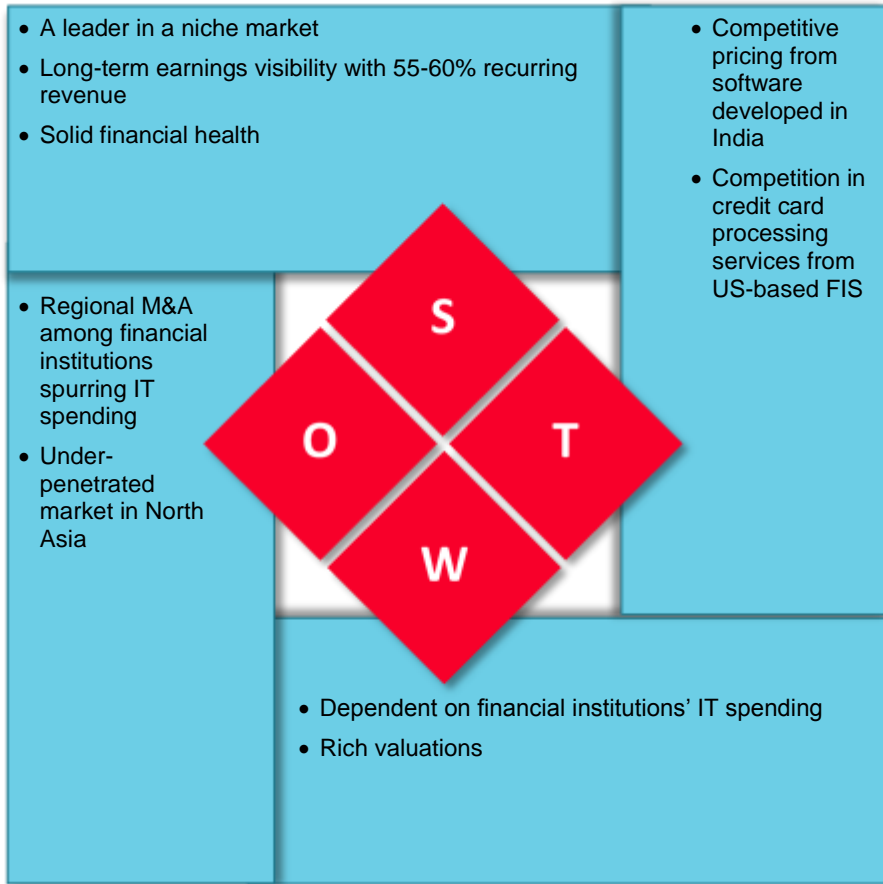 • A leader in a niche market
• Long-term earnings visibility with 55-60% recurring
revenue
• Solid financial health
• Competitive
pricing from
software
developed in
India
• Competition in
credit card
processing
services from
US-based FIS
• Regional M&A
among financial
institutions
spurring IT
spending
• Under-
penetrated
market in North
Asia
S
O
T
W
• Dependent on financial institutions’ IT spending
• Rich valuations